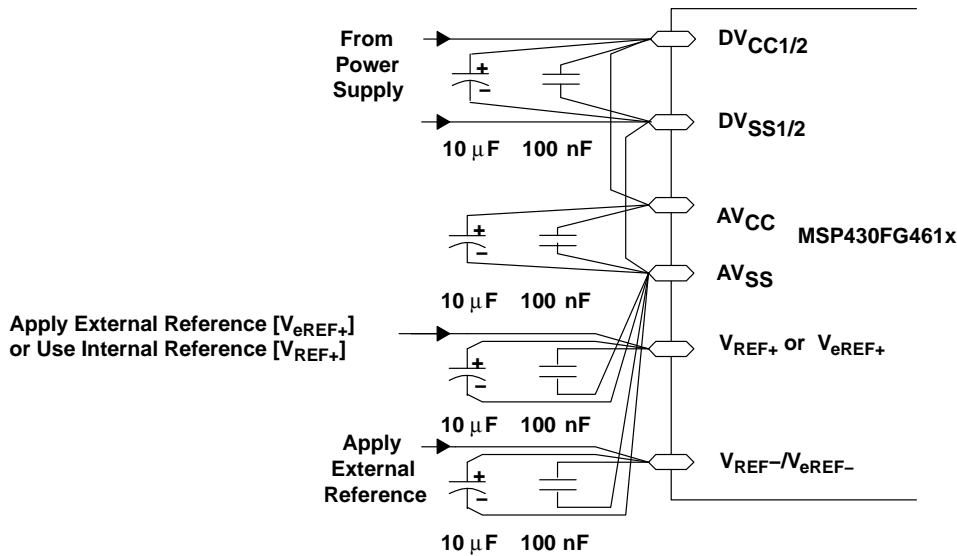 From
Power
Supply
+
−
DVCC1/2
DVSS1/2
10 μF 100 nF
+
−
AVCC
MSP430FG461x
AVSS
10 μF 100 nF
Apply External Reference [VeREF+]
or Use Internal Reference [VREF+]
+
−
VREF+ or VeREF+
10 μF 100 nF
Apply
External
Reference
+
−
VREF−/VeREF−
10 μF 100 nF